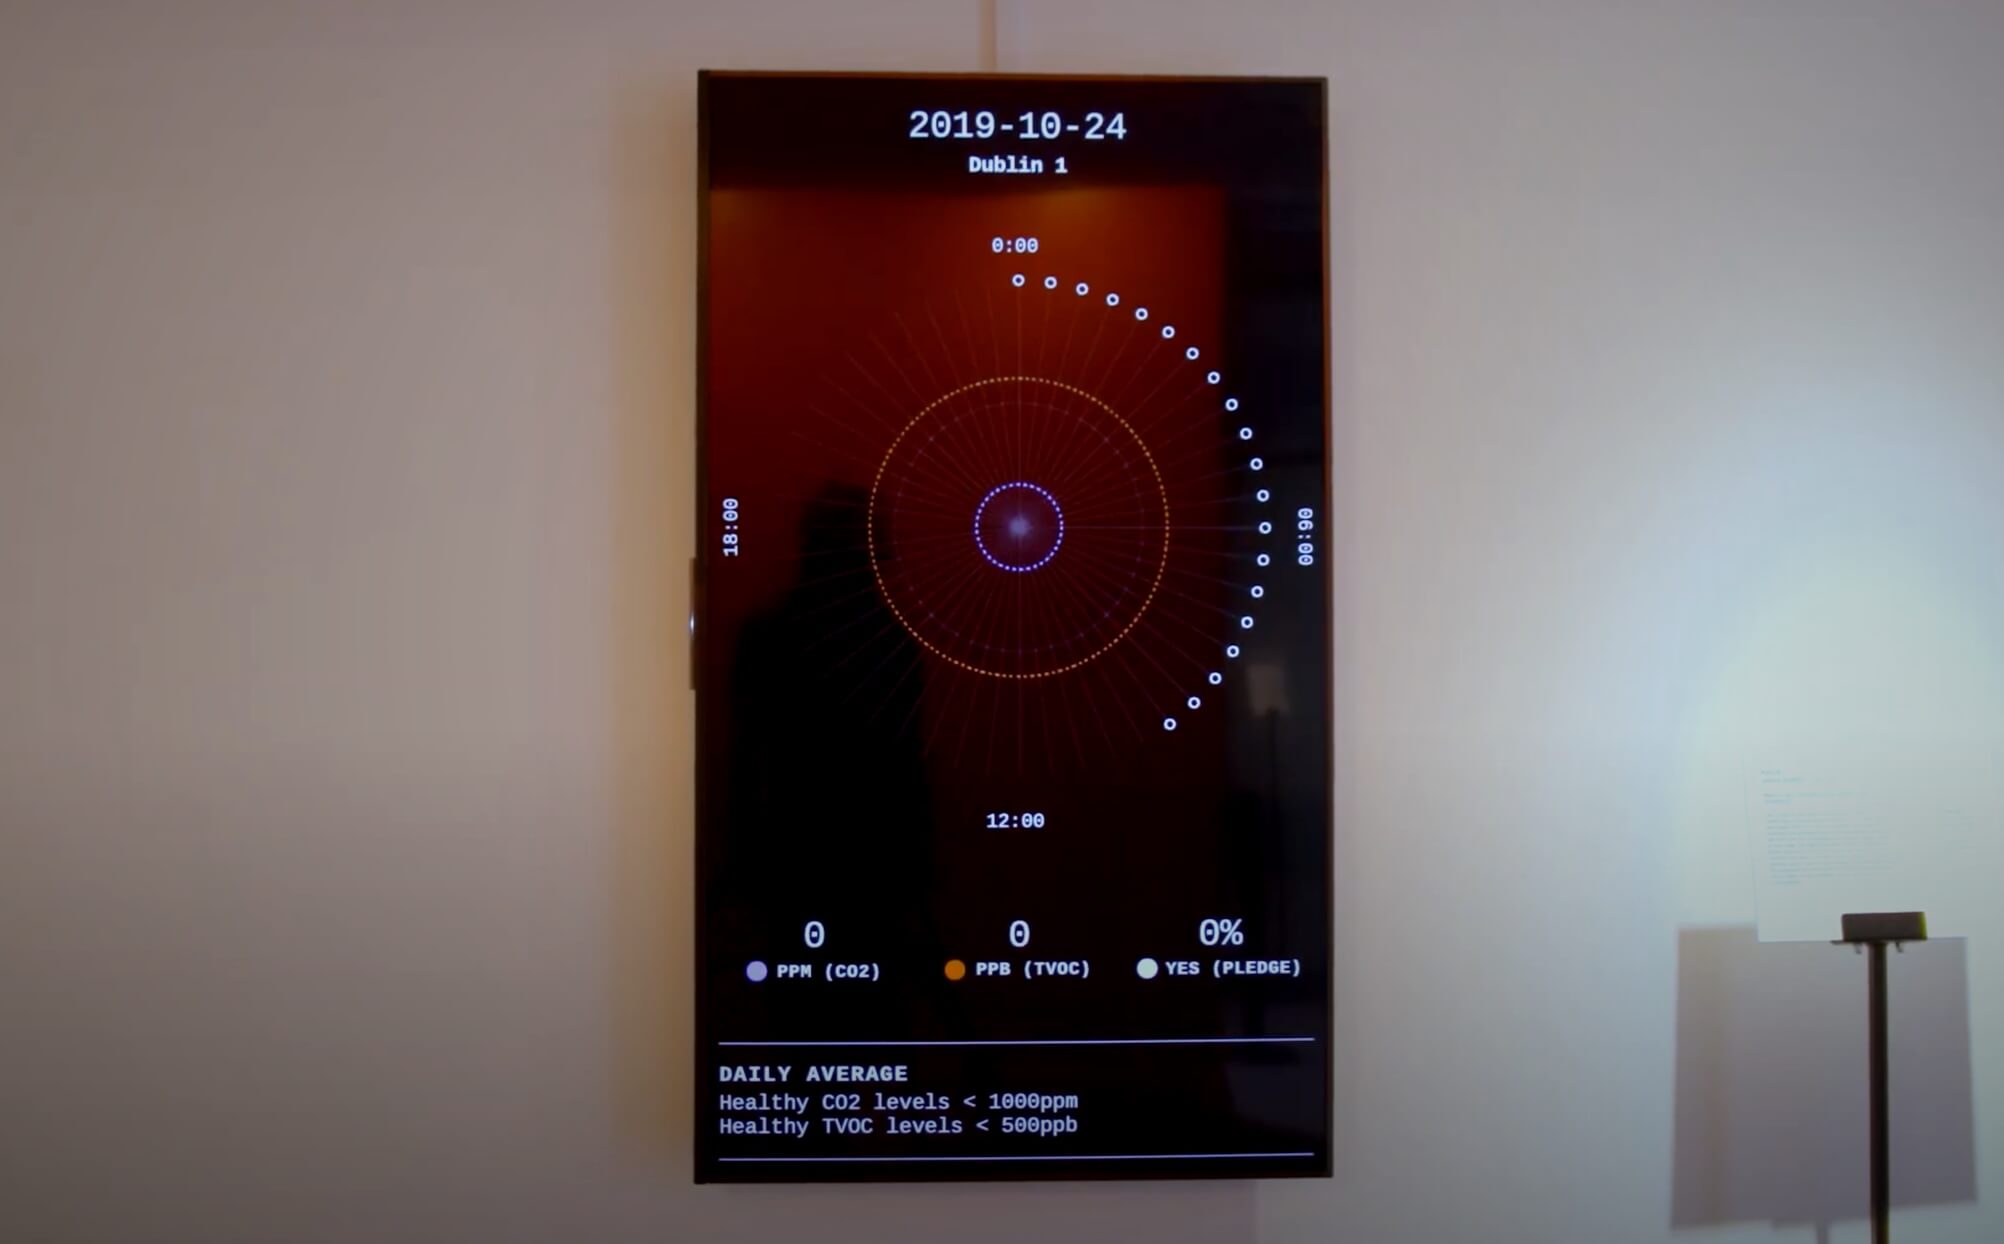 2019-10-24
Dublin 1
0:00
18:00
06:00
12:00
0
PPM (CO2)
0
PPB (TVOC)
0%
YES (PLEDGE)
DAILY AVERAGE
Healthy CO2 levels < 1000ppm
Healthy TVOC levels < 500ppb